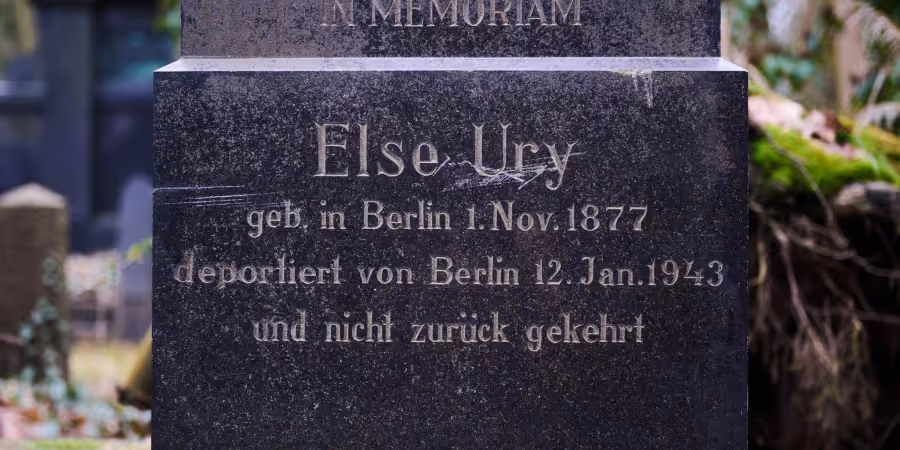 IN MEMORIAM
Else Ury
geb. in Berlin 1. Nov. 1877
deportiert von Berlin 12. Jan. 1943
und nicht zurück gekehrt